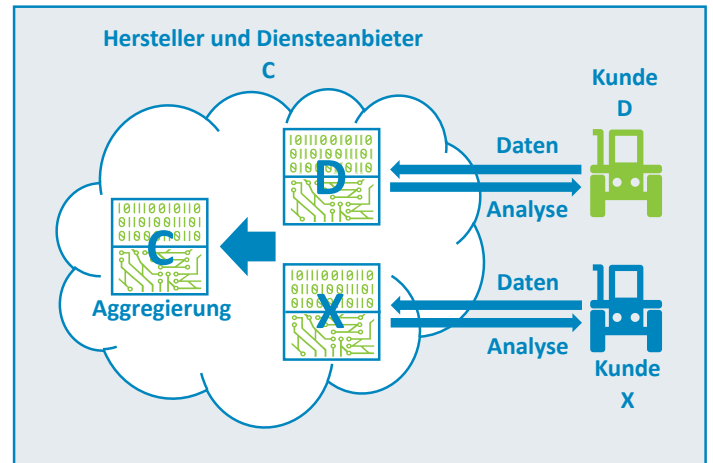 Hersteller und Diensteanbieter
C
Kunde
D
Daten
Analyse
D
C
Aggregierung
X
Daten
Analyse
Kunde
X